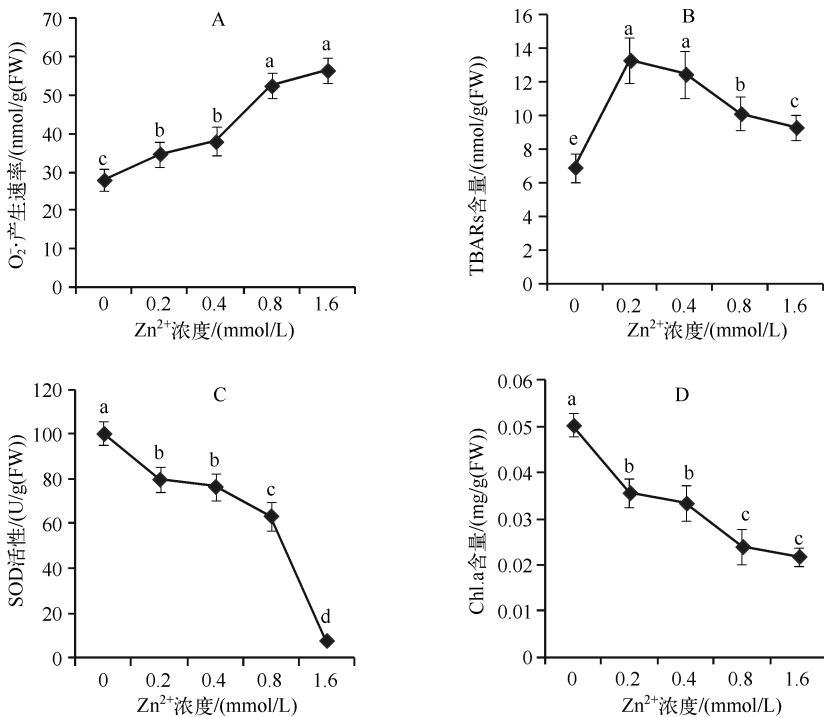 A
O₂⁻·产生速率/(nmol/g(FW))
70
60
50
40
30
20
10
0
c
b
b
a
a
0 0.2 0.4 0.8 1.6
Zn²⁺浓度/(mmol/L)
B
TBARs含量/(nmol/g(FW))
16
14
12
10
8
6
4
2
0
e
a
a
b
c
0 0.2 0.4 0.8 1.6
Zn²⁺浓度/(mmol/L)
C
SOD活性/(U/g(FW))
120
100
80
60
40
20
0
a
b
b
c
d
0 0.2 0.4 0.8 1.6
Zn²⁺浓度/(mmol/L)
D
Chl.a含量/(mg/g(FW))
0.06
0.05
0.04
0.03
0.02
0.01
0
a
b
b
c
c
0 0.2 0.4 0.8 1.6
Zn²⁺浓度/(mmol/L)